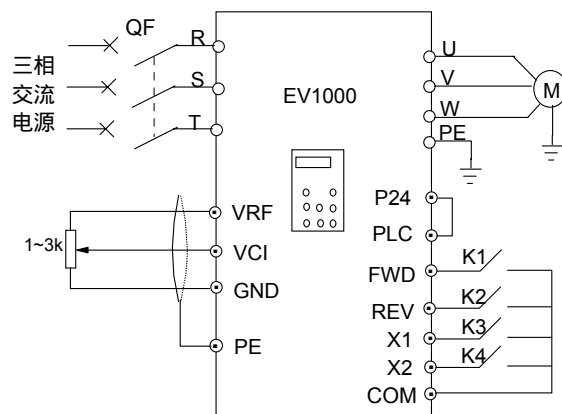 QF
三相
交流
电源
R
S
T
EV1000
U
V
W
PE
M
VRF
1~3k
VCI
GND
PE
P24
PLC
FWD
K1
REV
K2
X1
K3
X2
K4
COM